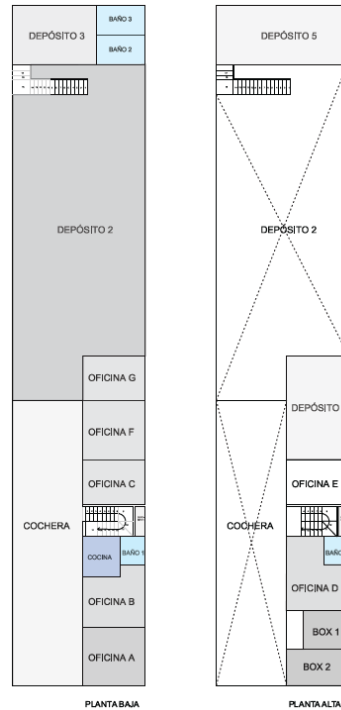 DEPÓSITO 3
BAÑO 3
BAÑO 2
DEPÓSITO 2
OFICINA G
OFICINA F
OFICINA C
COCHERA
COCINA
BAÑO 1
OFICINA B
OFICINA A
PLANTA BAJA
DEPÓSITO 5
DEPÓSITO 2
DEPÓSITO
OFICINA E
COCHERA
BAÑO
OFICINA D
BOX 1
BOX 2
PLANTA ALTA